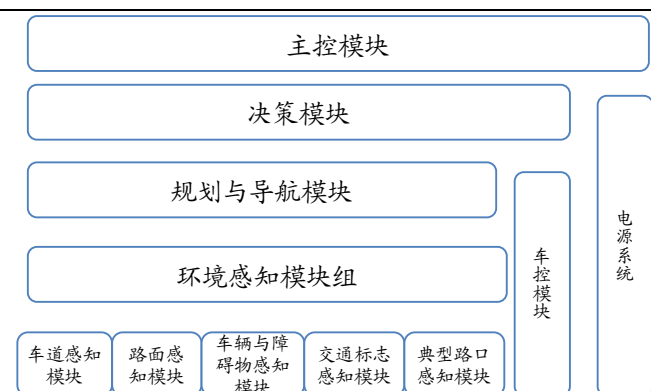 主控模块
决策模块
规划与导航模块
环境感知模块组
车控模块
电源系统
车道感知
模块
路面感
知模块
车辆与障
碍物感知
模块
交通标志
感知模块
典型路口
感知模块